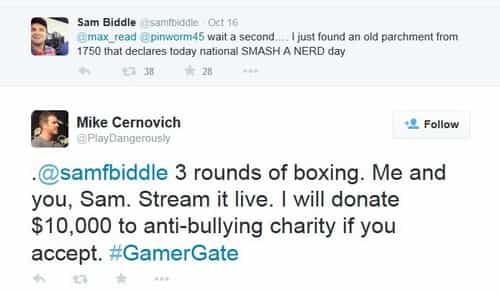 Sam Biddle @samfbiddle · Oct 16
@max_read @pinworm45 wait a second.... I just found an old parchment from
1750 that declares today national SMASH A NERD day
38 28
Mike Cernovich
@PlayDangerously
Follow
.@samfbiddle 3 rounds of boxing. Me and
you, Sam. Stream it live. I will donate
$10,000 to anti-bullying charity if you
accept. #GamerGate